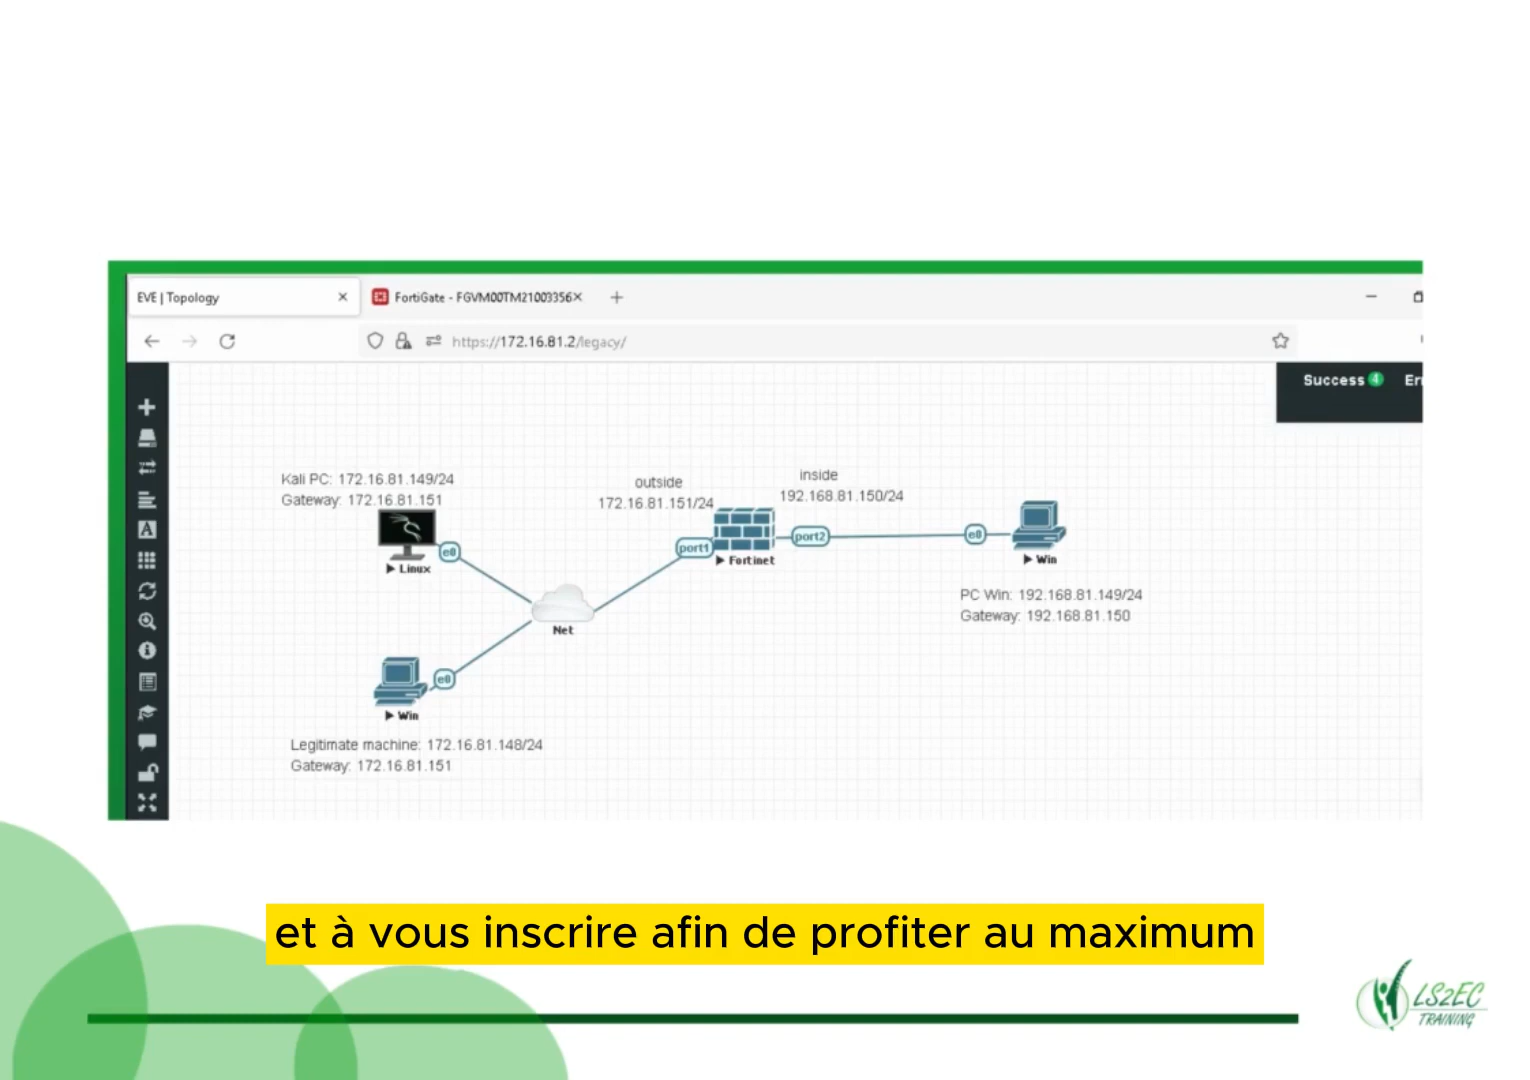 EVE | Topology
FortiGate - FGVM00TM21003356
https://172.16.81.2/legacy/
Success 4
Kali PC: 172.16.81.149/24
Gateway: 172.16.81.151
outside
172.16.81.151/24
inside
192.168.81.150/24
e0
port1
port2
e0
Linux
Fortinet
Win
PC Win: 192.168.81.149/24
Gateway: 192.168.81.150
Net
e0
Win
Legitimate machine: 172.16.81.148/24
Gateway: 172.16.81.151
et à vous inscrire afin de profiter au maximum
LS2EC
TRAINING